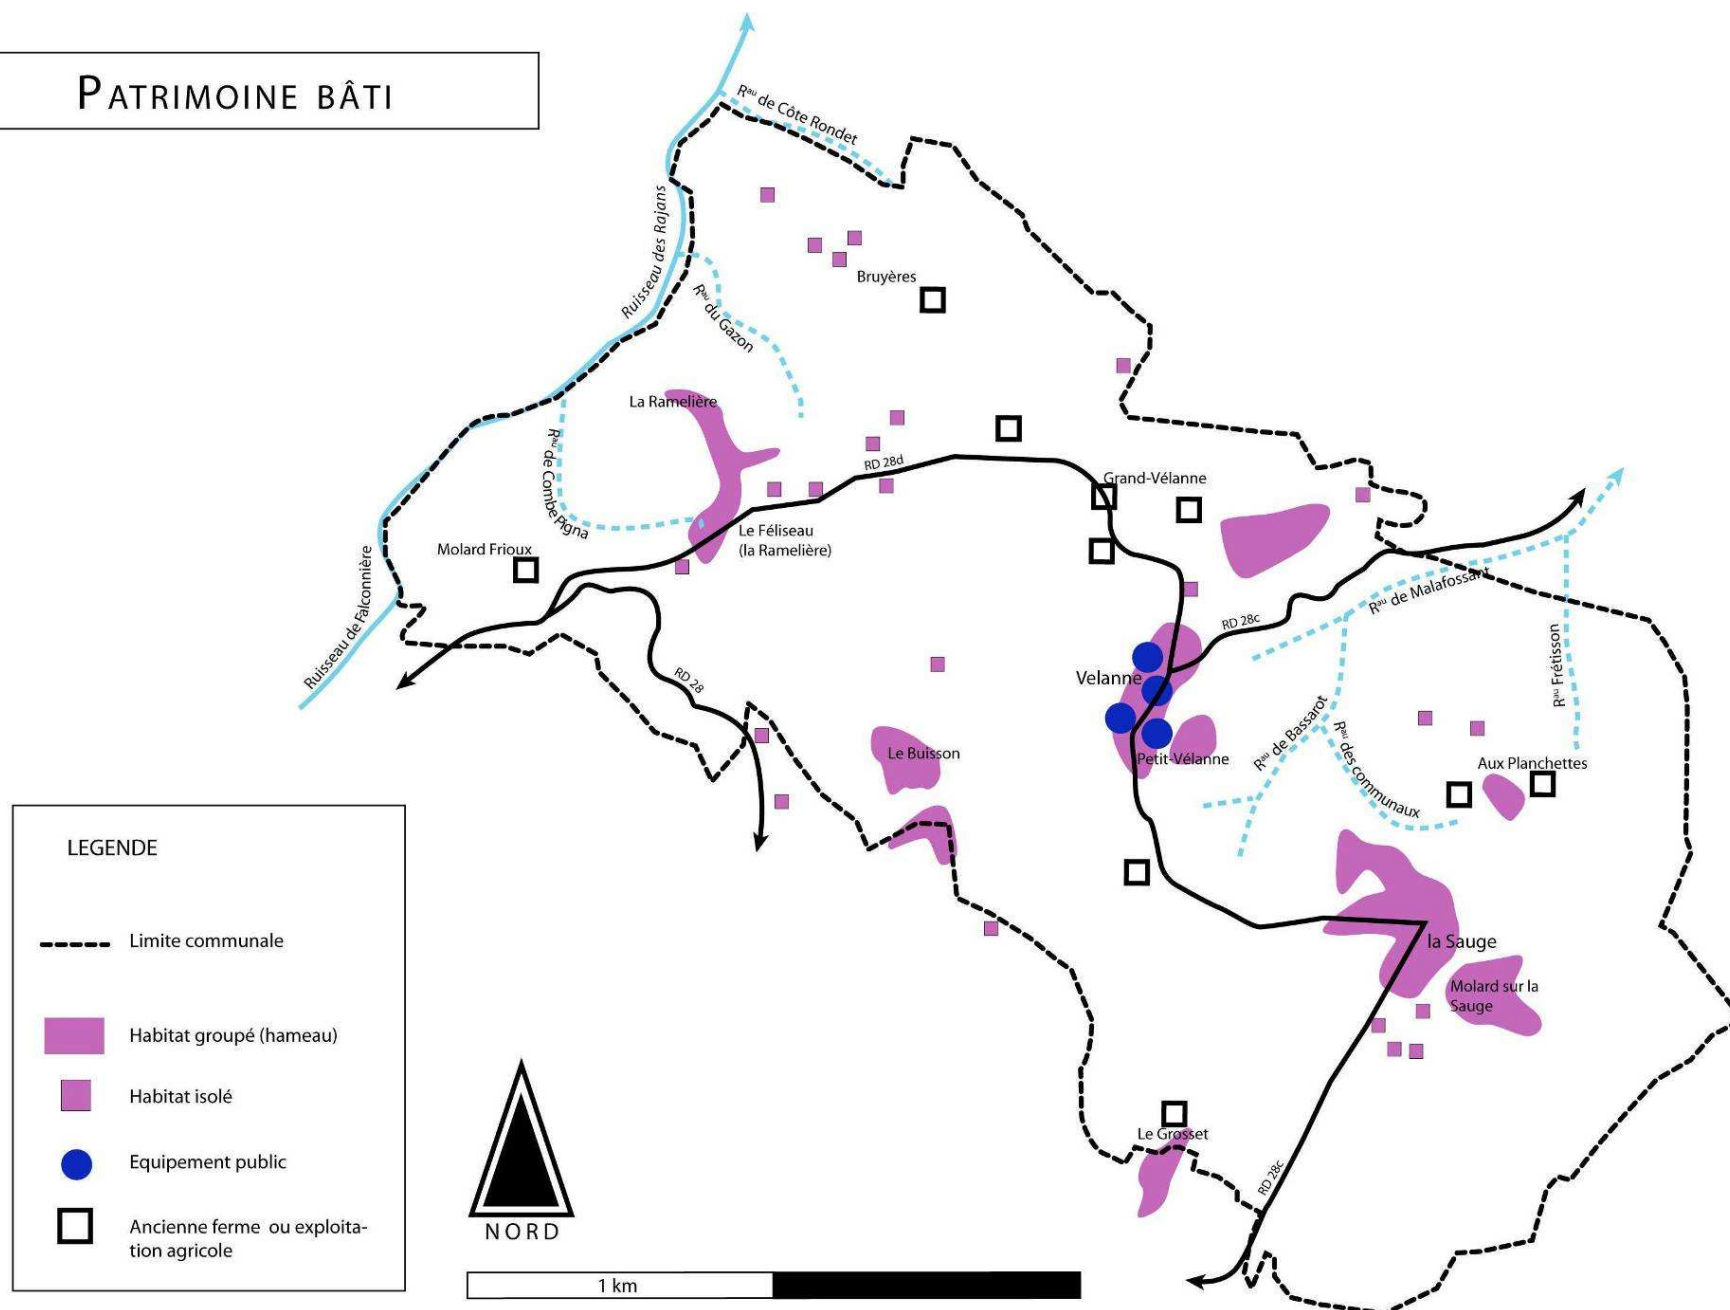 PATRIMOINE BÂTI
Rau de Côte Rondet
Ruisseau des Rajans
Bruyères
Rau du Gazon
La Ramelière
Rau de Combe Pigna
RD 28d
Grand-Vélanne
Le Féliseau
(la Ramelière)
Molard Frioux
Ruisseau de Falconnière
Rau de Malafossant
RD 28c
Rau Frétisson
RD 28
Velanne
Rau de Bassarot
Rau des communaux
Le Buisson
Petit-Vélanne
Aux Planchettes
la Sauge
Molard sur la
Sauge
Le Grosset
RD 28c
LEGENDE
Limite communale
Habitat groupé (hameau)
Habitat isolé
Equipement public
Ancienne ferme ou exploita-
tion agricole
NORD
1 km